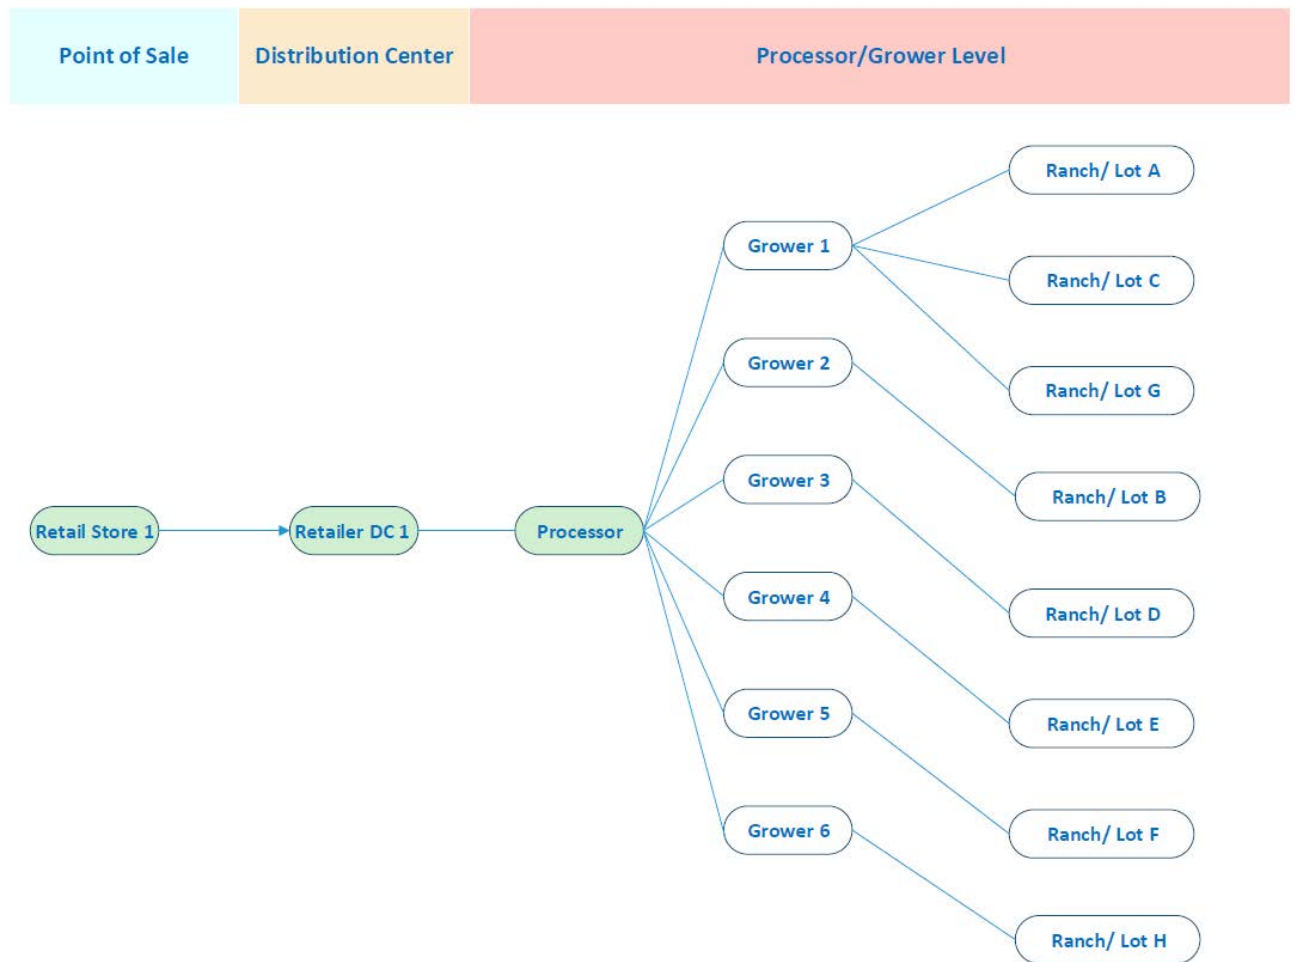 Point of Sale
Distribution Center
Processor/Grower Level
Retail Store 1
Retailer DC 1
Processor
Grower 1
Grower 2
Grower 3
Grower 4
Grower 5
Grower 6
Ranch/ Lot A
Ranch/ Lot C
Ranch/ Lot G
Ranch/ Lot B
Ranch/ Lot D
Ranch/ Lot E
Ranch/ Lot F
Ranch/ Lot H